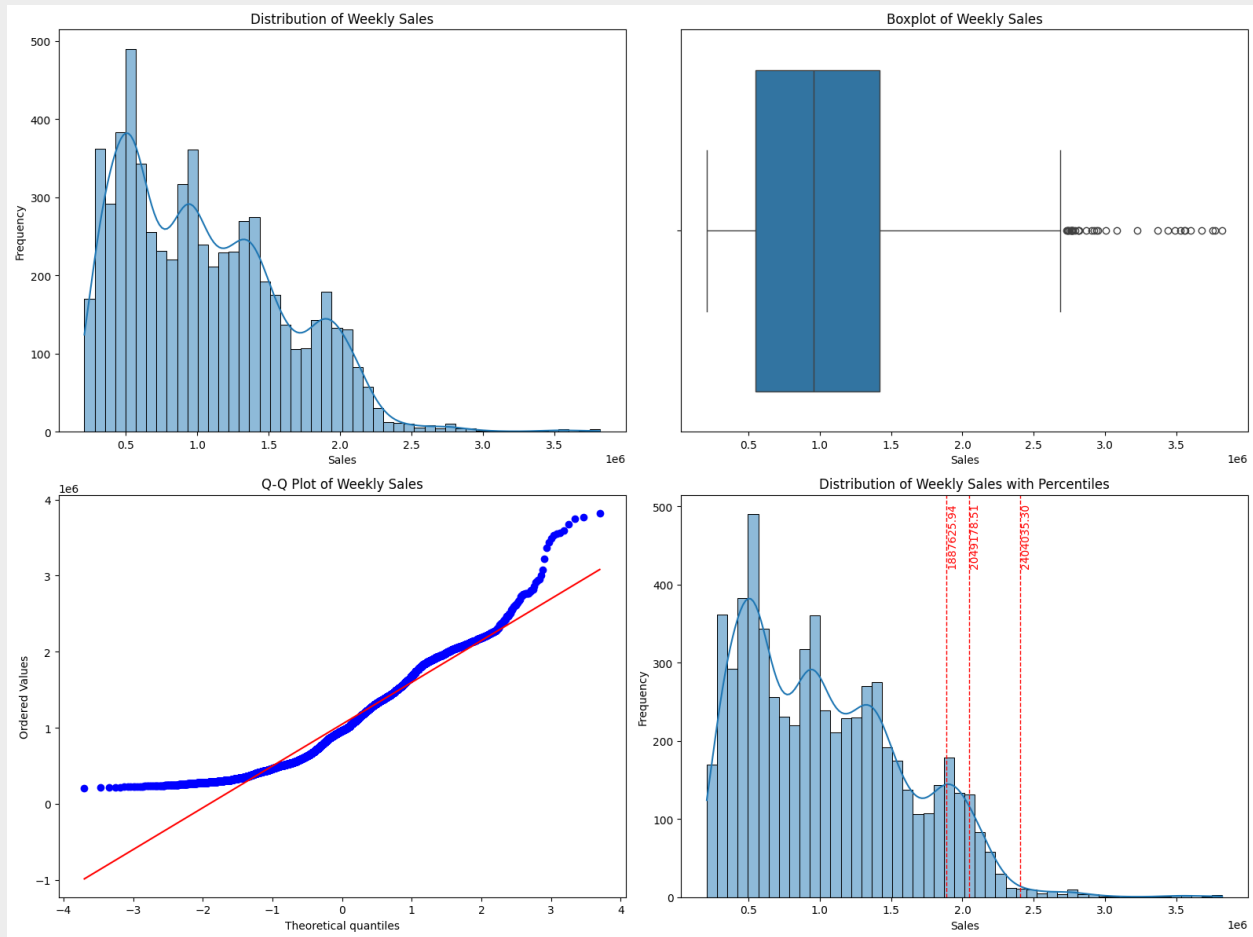 Distribution of Weekly Sales
500
400
300
200
100
0
Frequency
0.5 1.0 1.5 2.0 2.5 3.0 3.5
1e6
Sales
Boxplot of Weekly Sales
0.5 1.0 1.5 2.0 2.5 3.0 3.5
1e6
Sales
Q-Q Plot of Weekly Sales
1e6
4
3
2
1
0
−1
Ordered Values
−4 −3 −2 −1 0 1 2 3 4
Theoretical quantiles
Distribution of Weekly Sales with Percentiles
500
400
300
200
100
0
Frequency
1887625.94
2049178.51
2404035.30
0.5 1.0 1.5 2.0 2.5 3.0 3.5
1e6
Sales